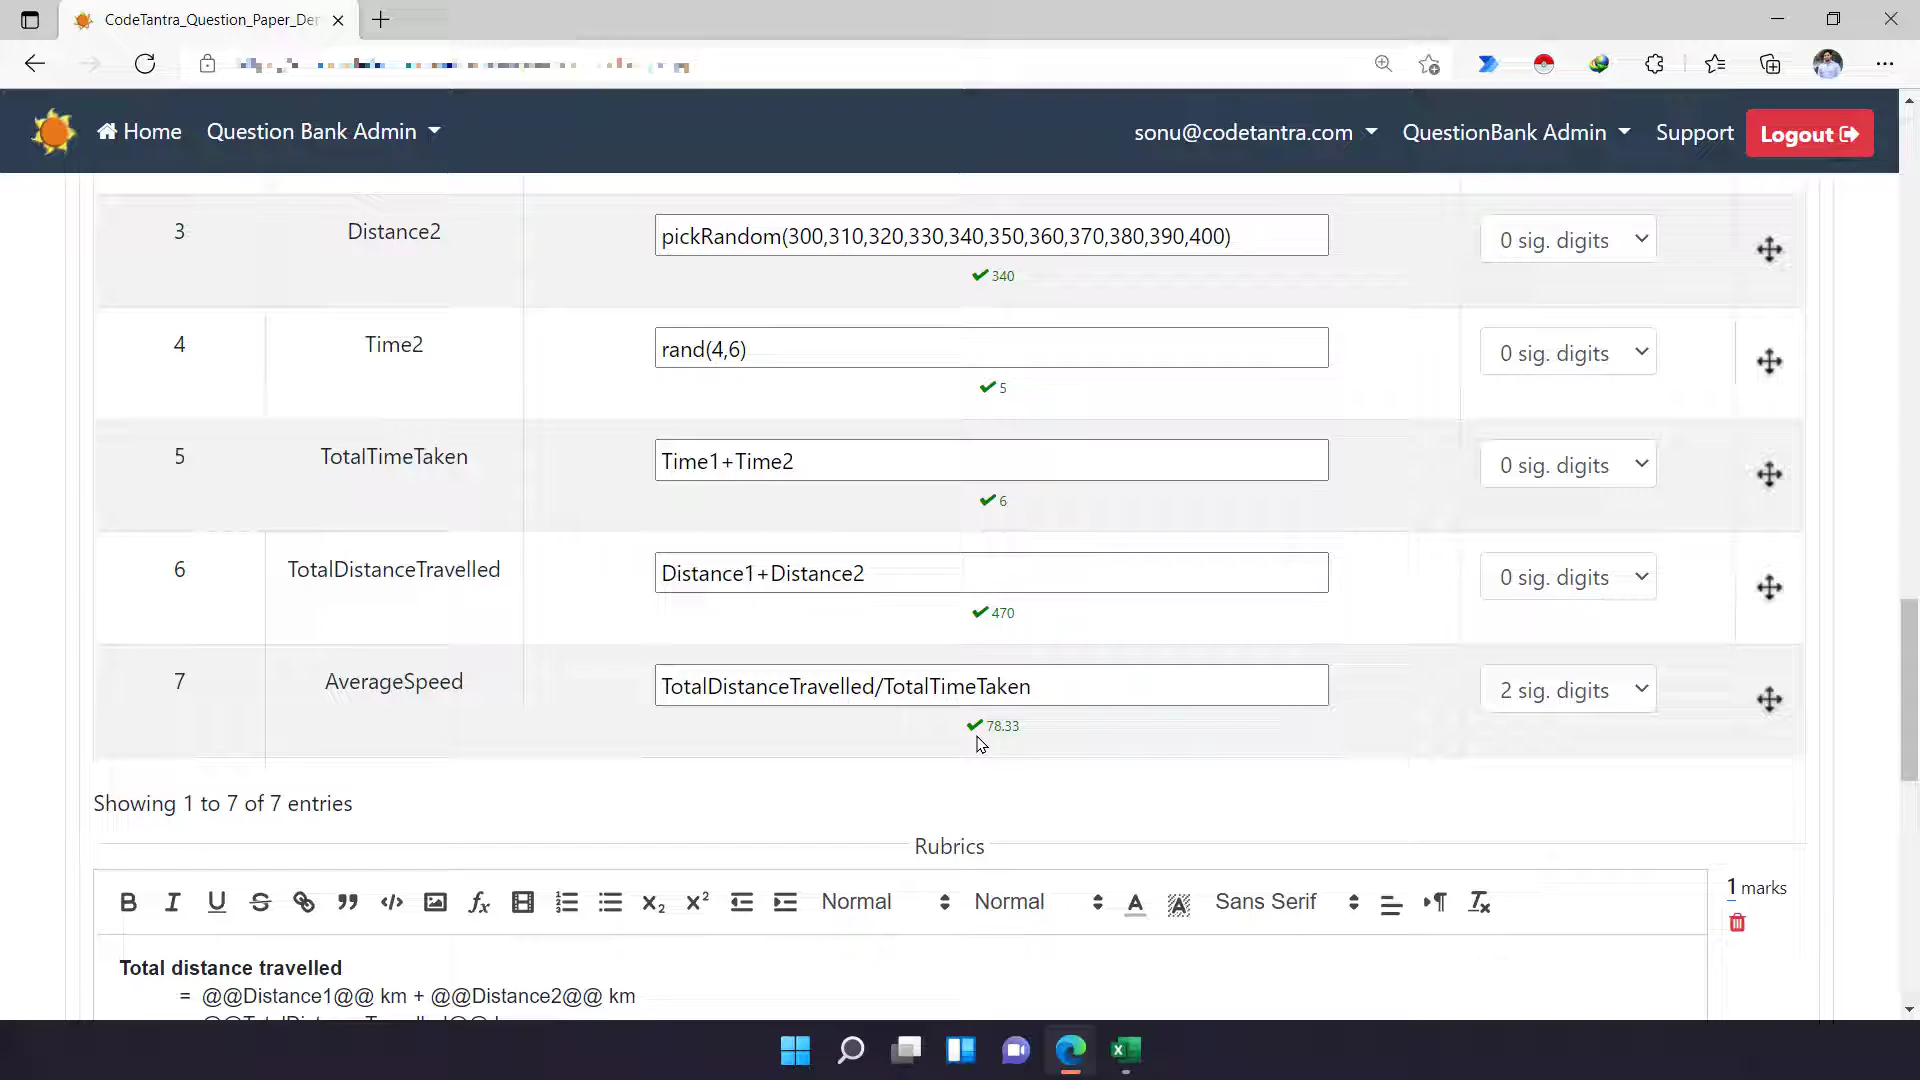 CodeTantra_Question_Paper_Der
Home
Question Bank Admin
sonu@codetantra.com
QuestionBank Admin
Support
Logout
3
Distance2
pickRandom(300,310,320,330,340,350,360,370,380,390,400)
340
0 sig. digits
4
Time2
rand(4,6)
5
0 sig. digits
5
TotalTimeTaken
Time1+Time2
6
0 sig. digits
6
TotalDistanceTravelled
Distance1+Distance2
470
0 sig. digits
7
AverageSpeed
TotalDistanceTravelled/TotalTimeTaken
78.33
2 sig. digits
Showing 1 to 7 of 7 entries
Rubrics
Normal
Normal
Sans Serif
1 marks
Total distance travelled
= @@Distance1@@ km + @@Distance2@@ km